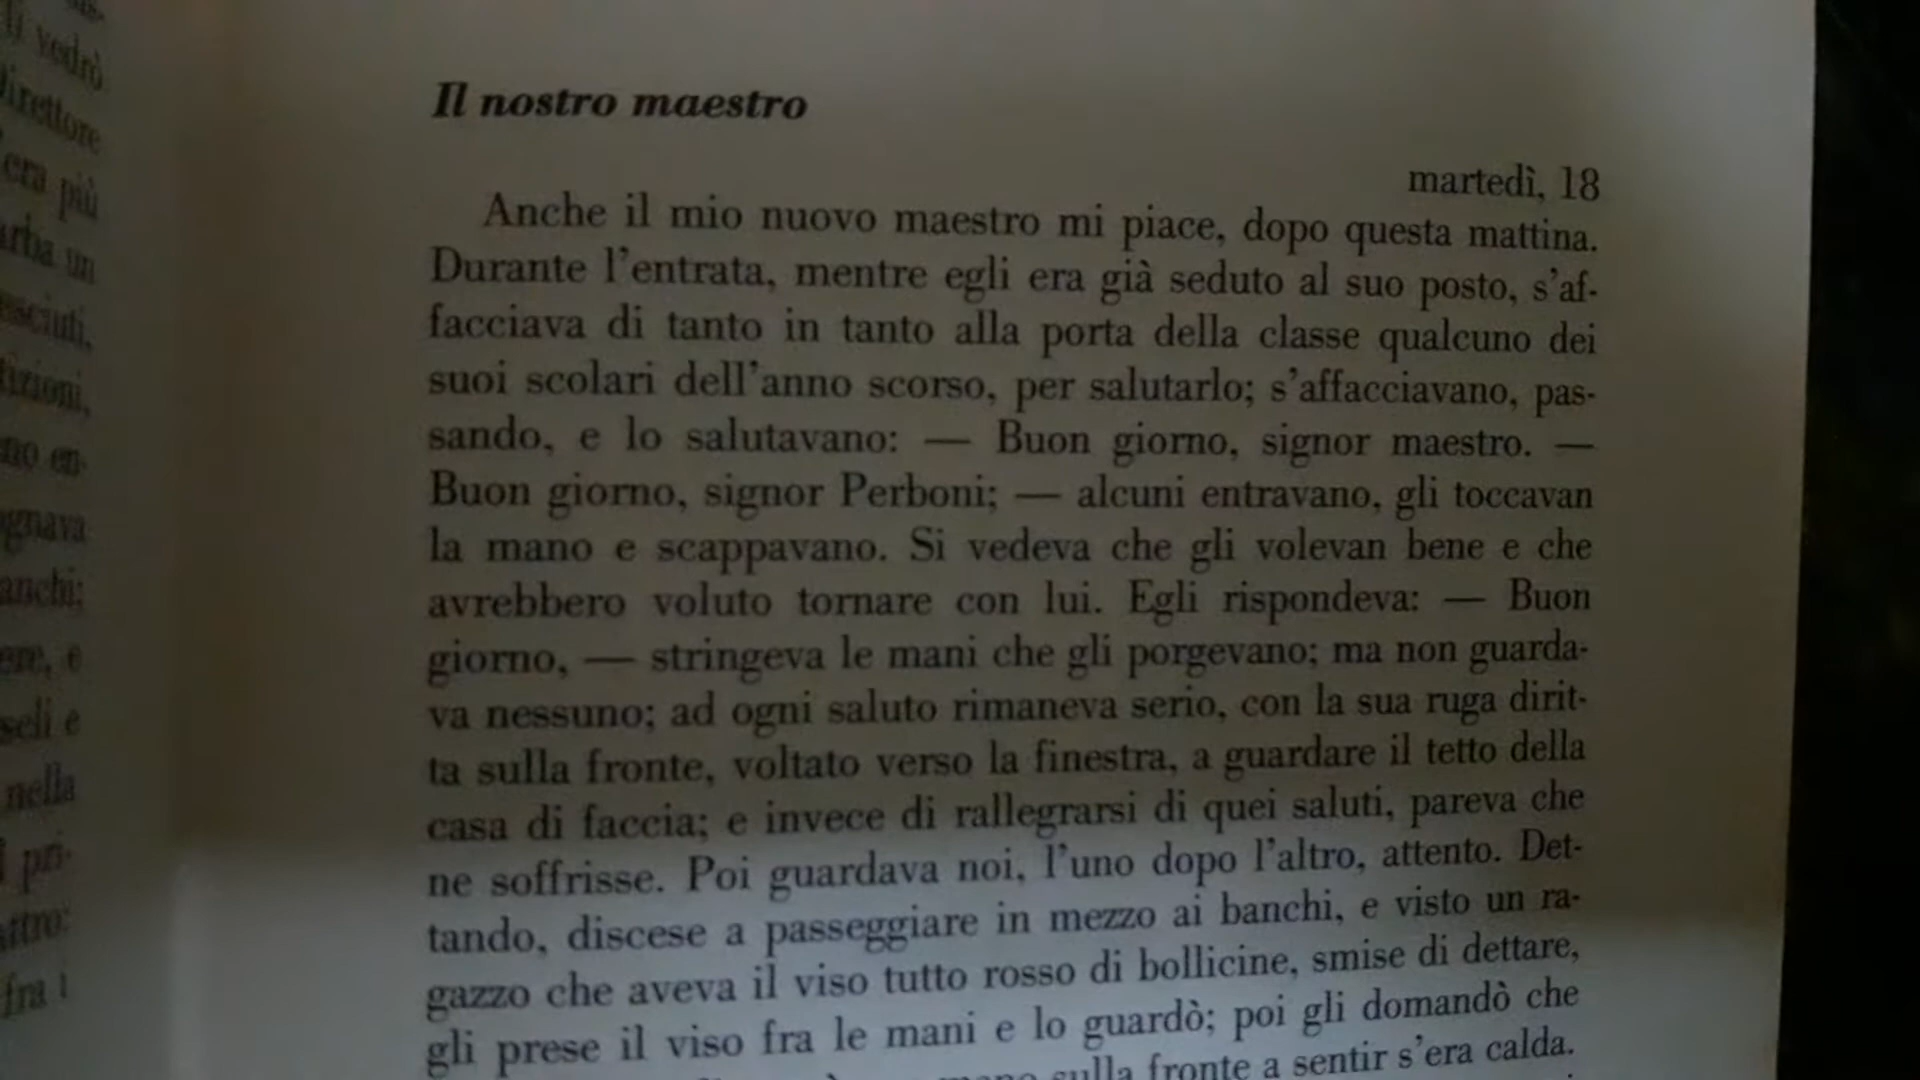 vedrò
direttore
era più
un
nella
fra i
Il nostro maestro
martedì, 18
Anche il mio nuovo maestro mi piace, dopo questa mattina.
Durante l'entrata, mentre egli era già seduto al suo posto, s'af-
facciava di tanto in tanto alla porta della classe qualcuno dei
suoi scolari dell'anno scorso, per salutarlo; s'affacciavano, pas-
sando, e lo salutavano: — Buon giorno, signor maestro. —
Buon giorno, signor Perboni; — alcuni entravano, gli toccavan
la mano e scappavano. Si vedeva che gli volevan bene e che
avrebbero voluto tornare con lui. Egli rispondeva: — Buon
giorno, — stringeva le mani che gli porgevano; ma non guarda-
va nessuno; ad ogni saluto rimaneva serio, con la sua ruga dirit-
ta sulla fronte, voltato verso la finestra, a guardare il tetto della
casa di faccia; e invece di rallegrarsi di quei saluti, pareva che
ne soffrisse. Poi guardava noi, l'uno dopo l'altro, attento. Det-
tando, discese a passeggiare in mezzo ai banchi, e visto un ra-
gazzo che aveva il viso tutto rosso di bollicine, smise di dettare,
gli prese il viso fra le mani e lo guardò; poi gli domandò che
sulla fronte a sentir s'era calda.